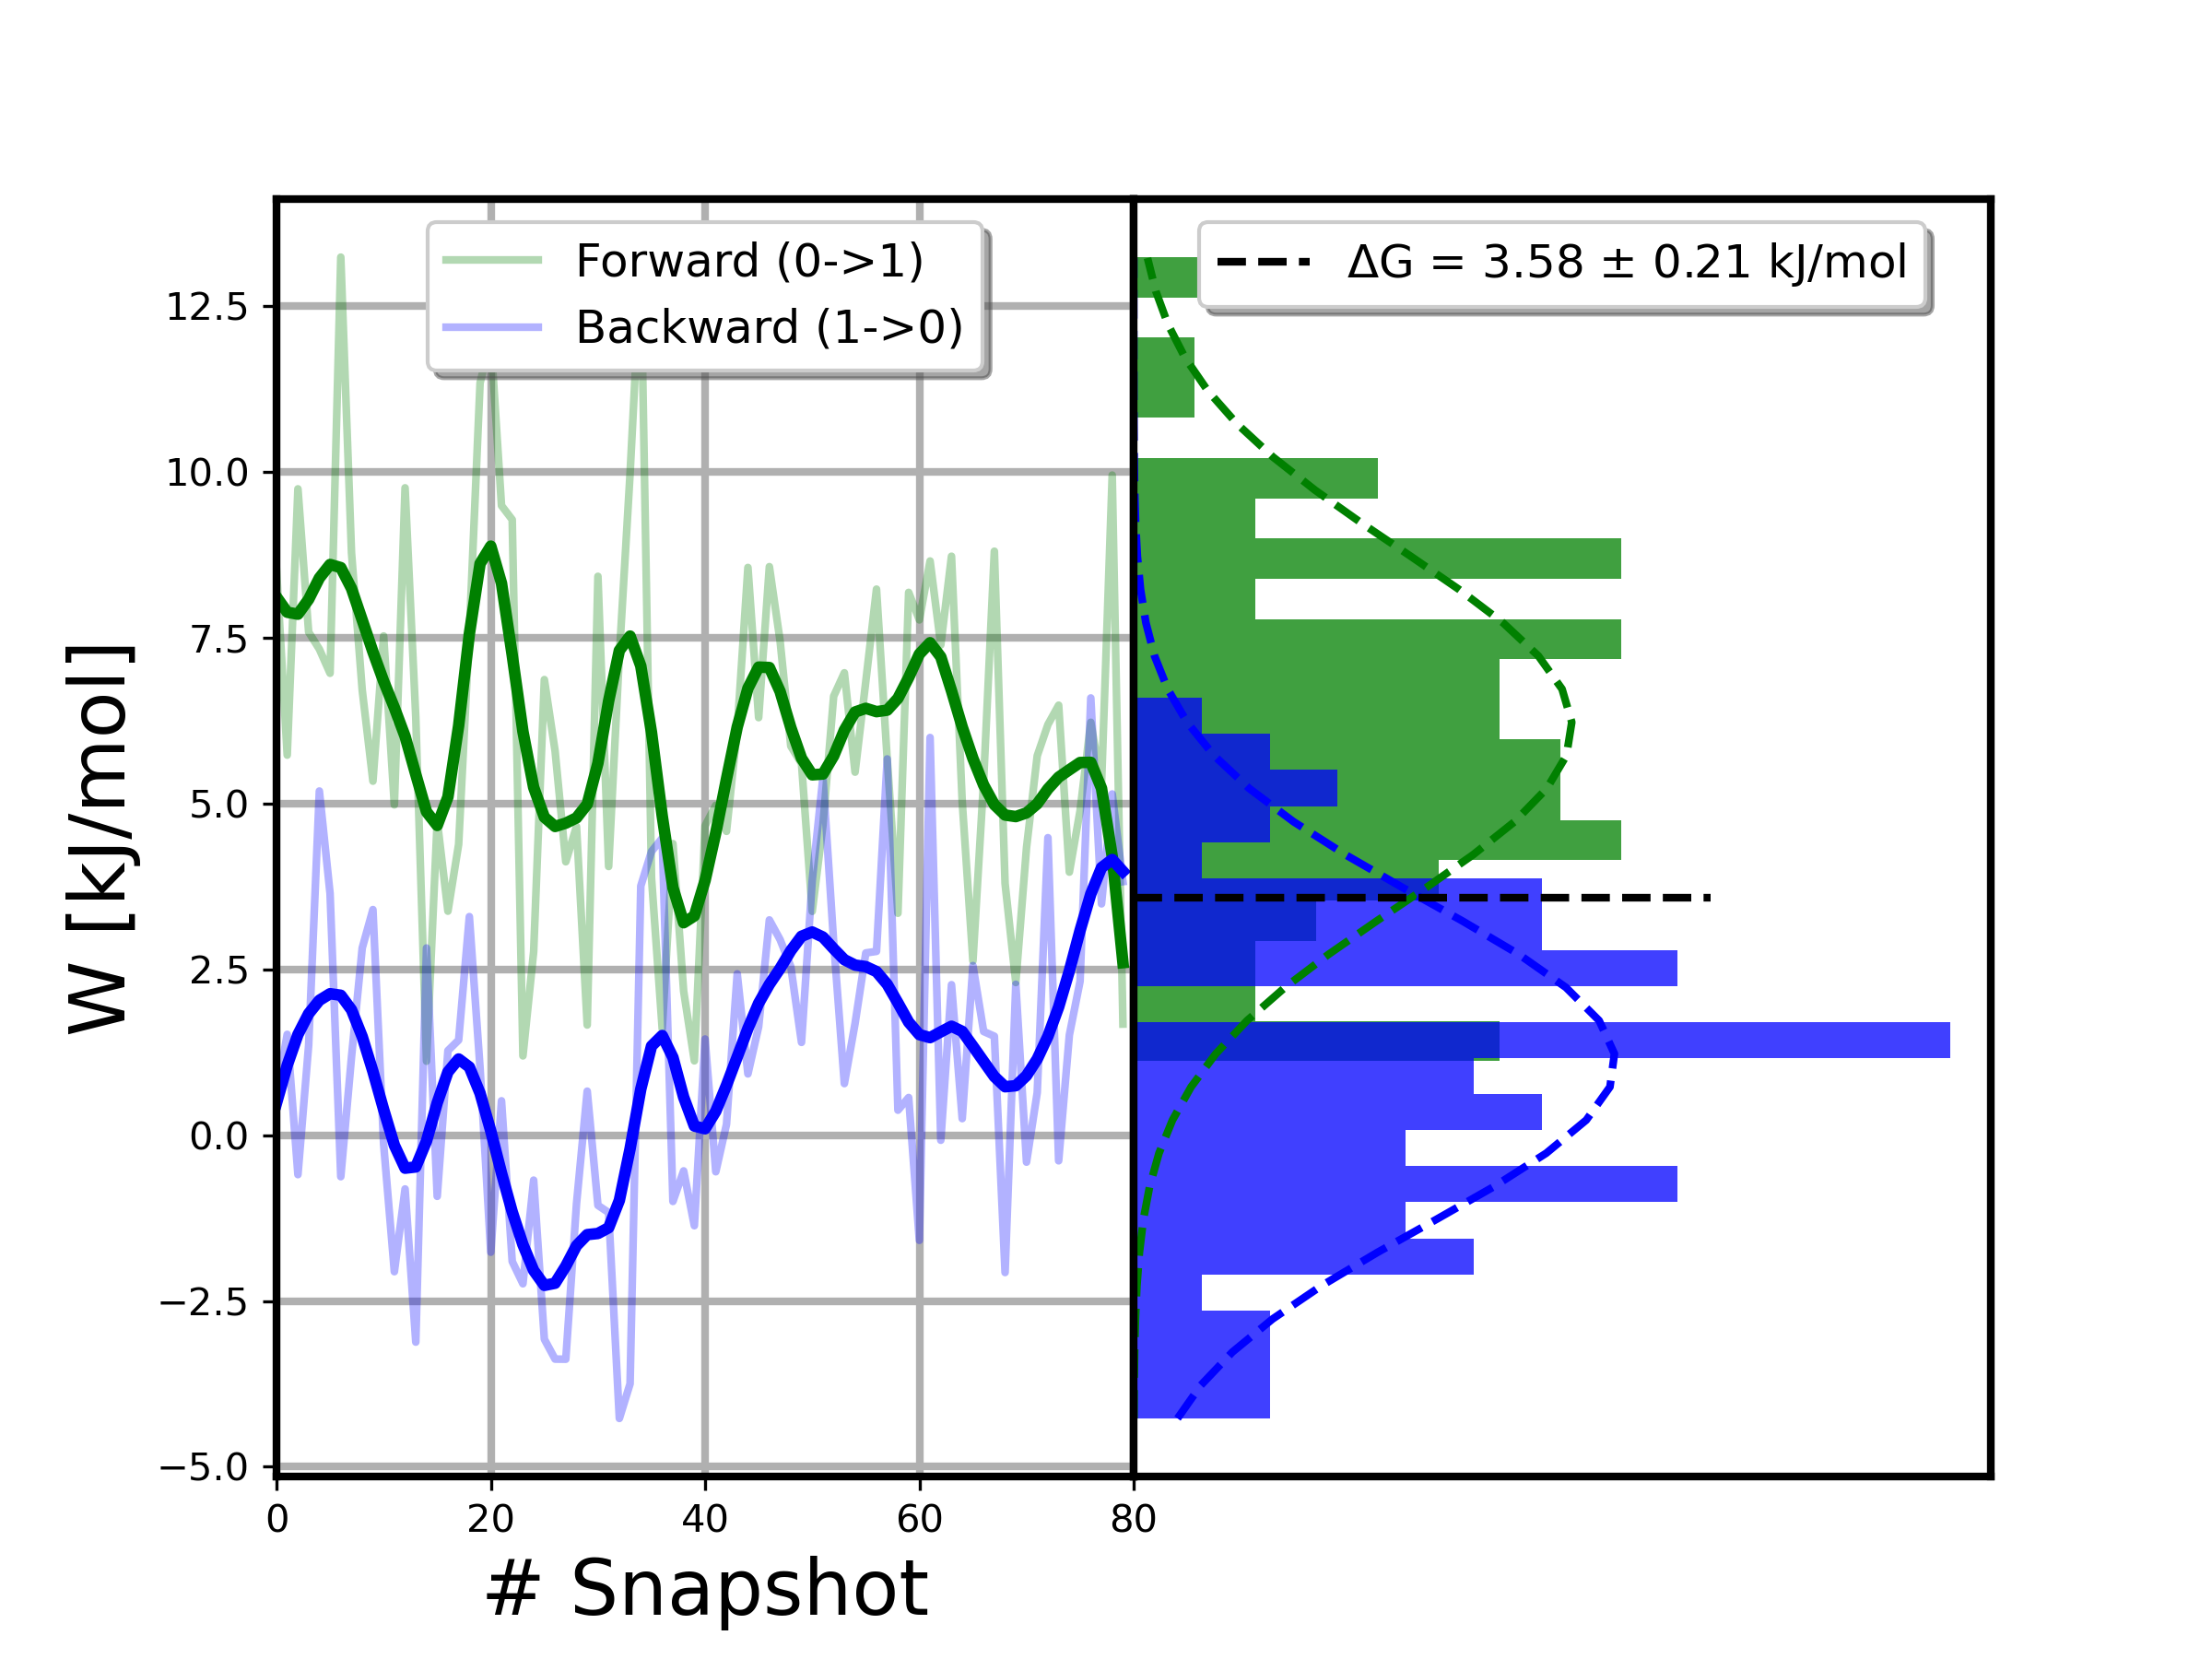 Forward (0->1)
Backward (1->0)
ΔG = 3.58 ± 0.21 kJ/mol
W [kJ/mol]
12.5
10.0
7.5
5.0
2.5
0.0
−2.5
−5.0
0 20 40 60 80
# Snapshot